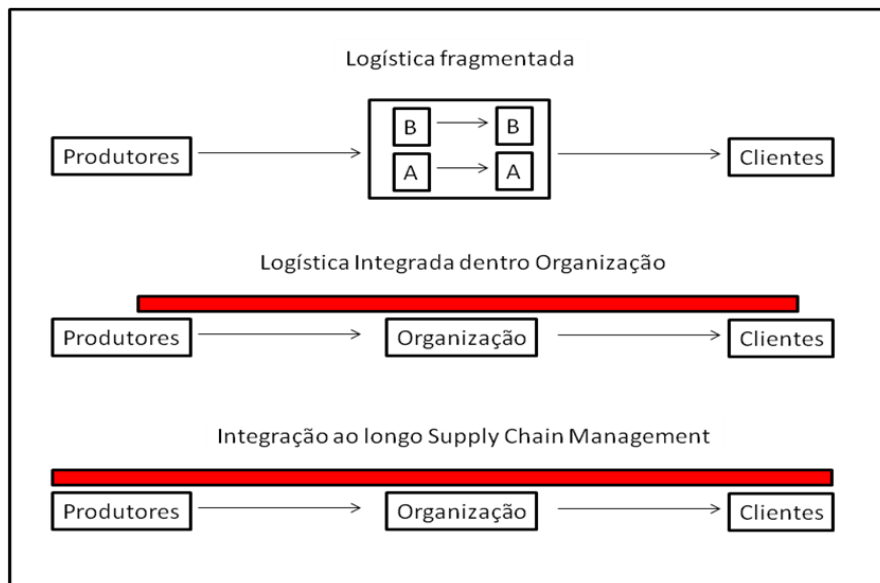 Logística fragmentada
B B
Produtores Clientes
A A
Logística Integrada dentro Organização
Produtores Organização Clientes
Integração ao longo Supply Chain Management
Produtores Organização Clientes